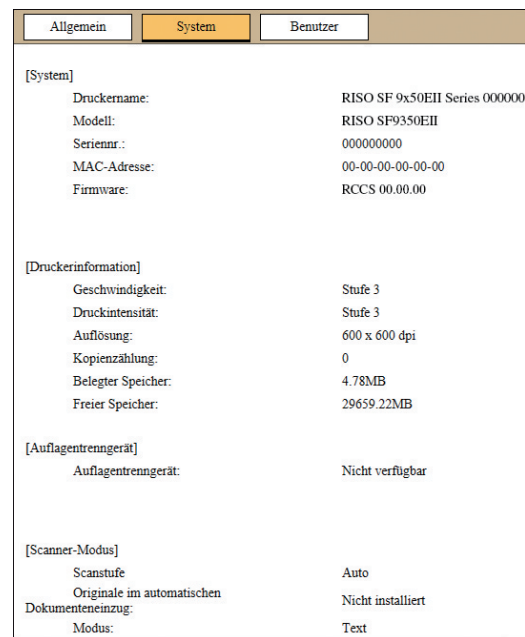 Allgemein System Benutzer
[System]
Druckername: RISO SF 9x50EII Series 000000
Modell: RISO SF9350EII
Seriennr.: 000000000
MAC-Adresse: 00-00-00-00-00-00
Firmware: RCCS 00.00.00
[Druckerinformation]
Geschwindigkeit: Stufe 3
Druckintensität: Stufe 3
Auflösung: 600 x 600 dpi
Kopienzählung: 0
Belegter Speicher: 4.78MB
Freier Speicher: 29659.22MB
[Auflagentrenngerät]
Auflagentrenngerät: Nicht verfügbar
[Scanner-Modus]
Scanstufe Auto
Originale im automatischen
Dokumenteneinzug: Nicht installiert
Modus: Text